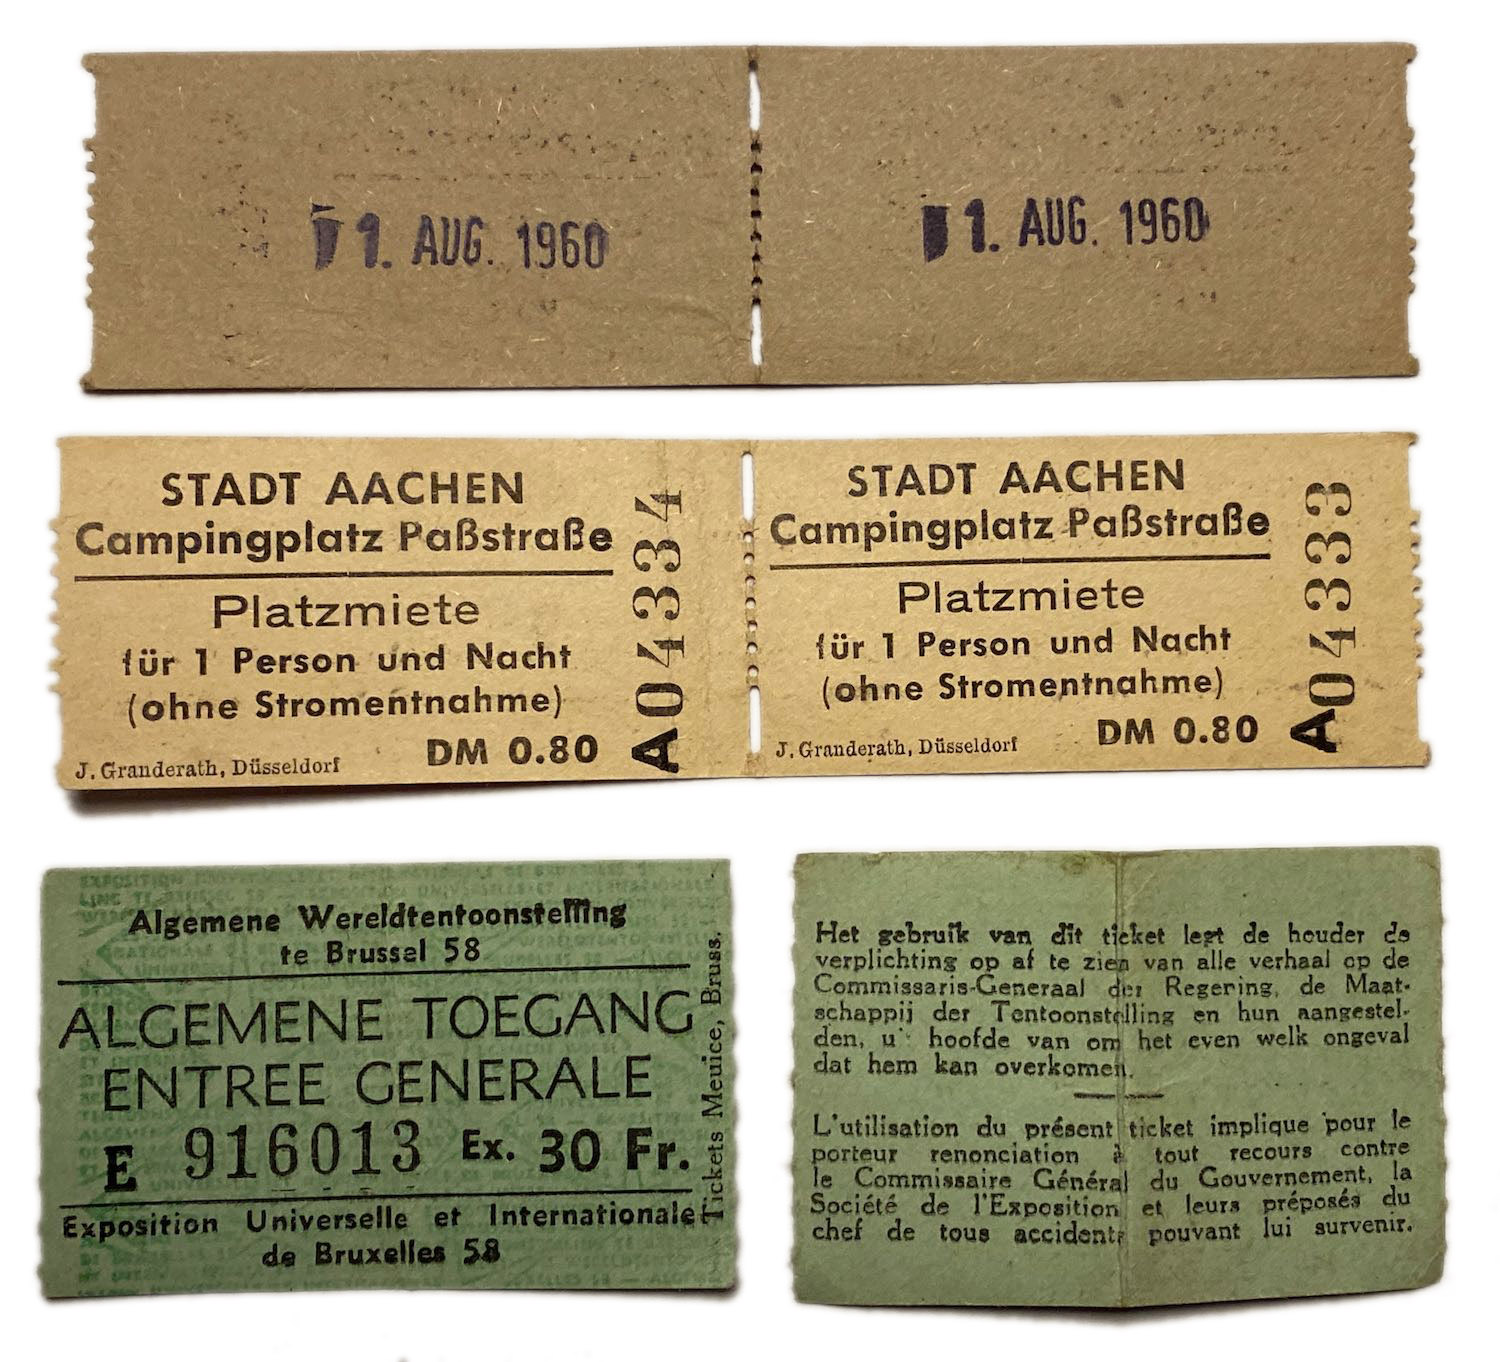 1. AUG. 1960
1. AUG. 1960
STADT AACHEN
Campingplatz Paßstraße
Platzmiete
für 1 Person und Nacht
(ohne Stromentnahme)
DM 0.80
J. Granderath, Düsseldorf
A04334
STADT AACHEN
Campingplatz Paßstraße
Platzmiete
für 1 Person und Nacht
(ohne Stromentnahme)
DM 0.80
J. Granderath, Düsseldorf
A04333
Algemene Wereldtentoonstelling
te Brussel 58
ALGEMENE TOEGANG
ENTREE GENERALE
E 916013 Ex. 30 Fr.
Exposition Universelle et Internationale
de Bruxelles 58
Tickets Meuice, Bruss.
Het gebruik van dit ticket legt de houder de
verplichting op af te zien van alle verhaal op de
Commissaris-Generaal der Regering, de Maat-
schappij der Tentoonstelling en hun aangestel-
den, u hoofde van om het even welk ongeval
dat hem kan overkomen.
L'utilisation du présent ticket implique pour le
porteur renonciation à tout recours contre
le Commissaire Général du Gouvernement, la
Société de l'Exposition et leurs préposés du
chef de tous accidents pouvant lui survenir.